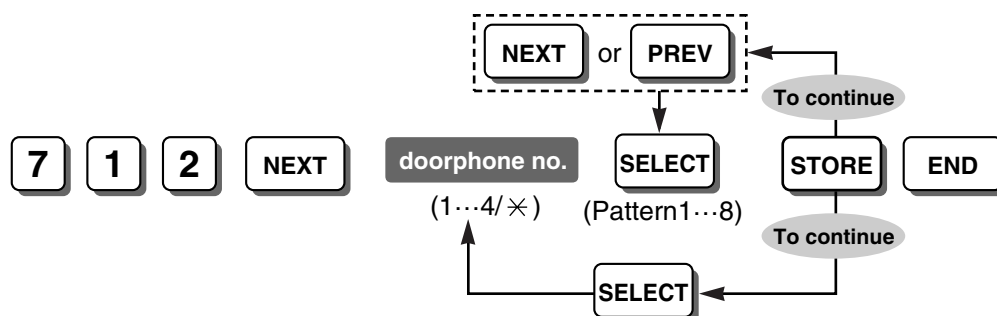 NEXT or PREV
To continue
7 1 2 NEXT doorphone no. SELECT STORE END
(1···4/✳) (Pattern1···8)
To continue
SELECT